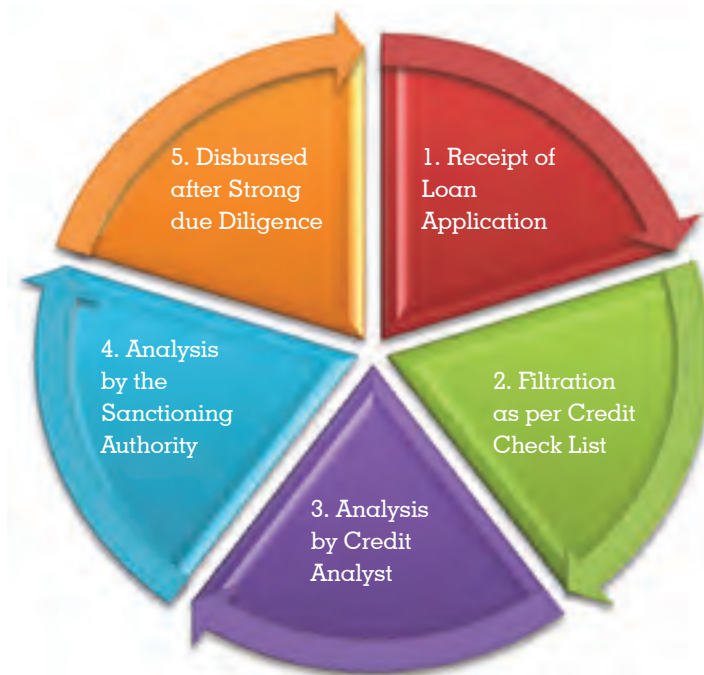 1. Receipt of
Loan
Application
2. Filtration
as per Credit
Check List
3. Analysis
by Credit
Analyst
4. Analysis
by the
Sanctioning
Authority
5. Disbursed
after Strong
due Diligence